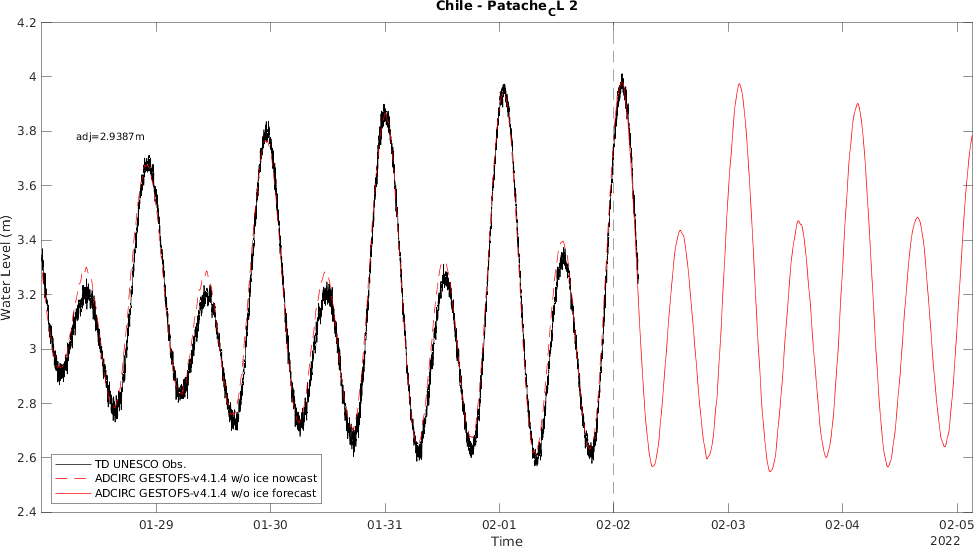 Chile - Patache_CL 2
4.2
4
3.8
3.6
3.4
3.2
3
2.8
2.6
2.4
Water Level (m)
adj=2.9387m
TD UNESCO Obs.
ADCIRC GESTOFS-v4.1.4 w/o ice nowcast
ADCIRC GESTOFS-v4.1.4 w/o ice forecast
01-29 01-30 01-31 02-01 02-02 02-03 02-04 02-05
Time
2022